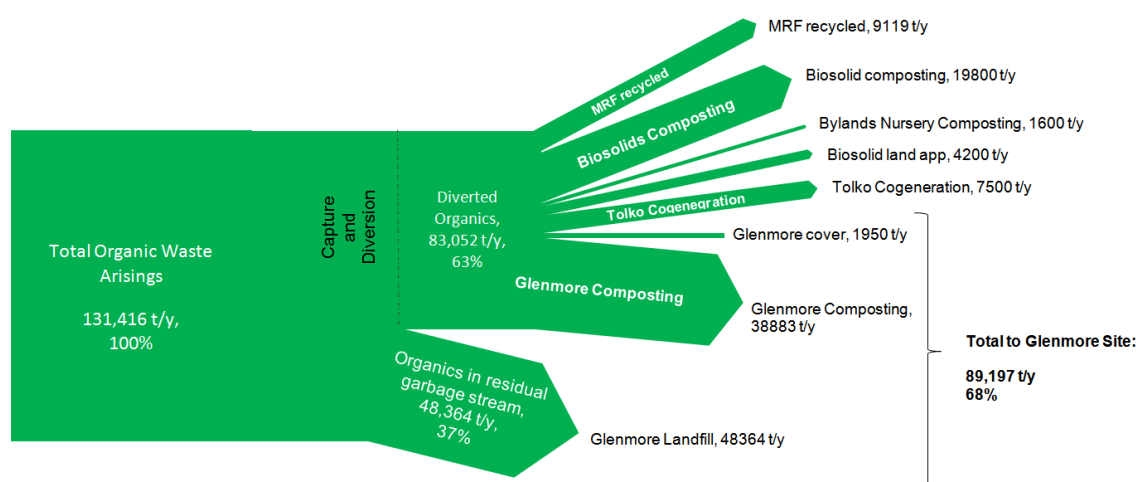 Total Organic Waste
Arisings
131,416 t/y,
100%
Capture
and
Diversion
Diverted
Organics,
83,052 t/y,
63%
Organics in residual
garbage stream,
48,364 t/y,
37%
MRF recycled
Biosolids Composting
Tolko Cogenegration
Glenmore Composting
MRF recycled, 9119 t/y
Biosolid composting, 19800 t/y
Bylands Nursery Composting, 1600 t/y
Biosolid land app, 4200 t/y
Tolko Cogeneration, 7500 t/y
Glenmore cover, 1950 t/y
Glenmore Composting,
38883 t/y
Glenmore Landfill, 48364 t/y
Total to Glenmore Site:
89,197 t/y
68%